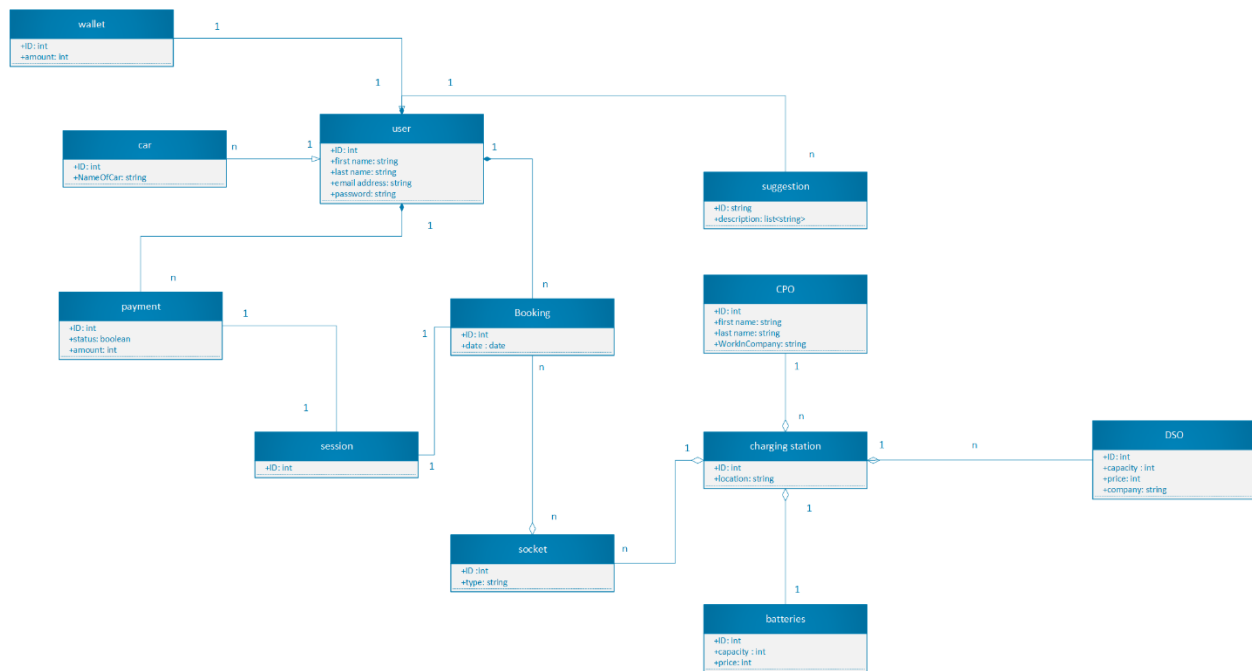 wallet
+ID: int
+amount: int
1
1
1
car
+ID: int
+NameOfCar: string
n
1
user
+ID: int
+first name: string
+last name: string
+email address: string
+password: string
1
1
n
suggestion
+ID: string
+description: list<string>
n
n
payment
+ID: int
+status: boolean
+amount: int
1
1
Booking
+ID: int
+date : date
1
n
CPO
+ID: int
+first name: string
+last name: string
+WorkInCompany: string
1
n
session
+ID: int
1
1
charging station
+ID: int
+location: string
1
n
DSO
+ID: int
+capacity : int
+price: int
+company: string
1
n
socket
+ID :int
+type: string
n
1
batteries
+ID: int
+capacity : int
+price: int